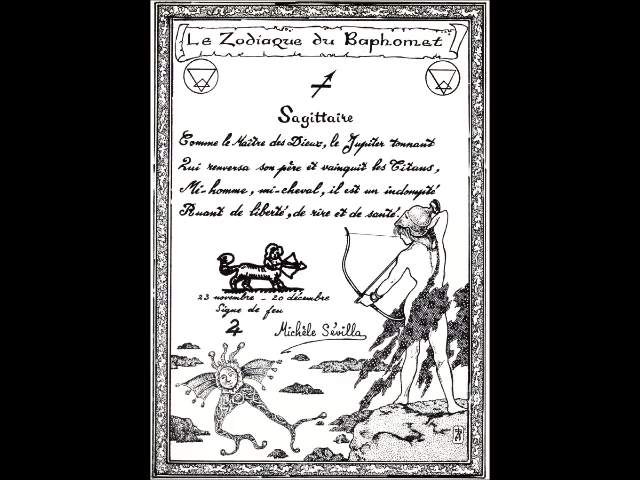 Le Zodiaque du Baphomet
Sagittaire
Comme le Maître des Dieux, le Jupiter tonnant
Qui renversa son père et vainquit les Titans,
Mi-homme, mi-cheval, il est un indompté
Ruant de liberté, de rire et de santé.
23 novembre - 20 décembre
Signe de feu
Michèle Sévilla